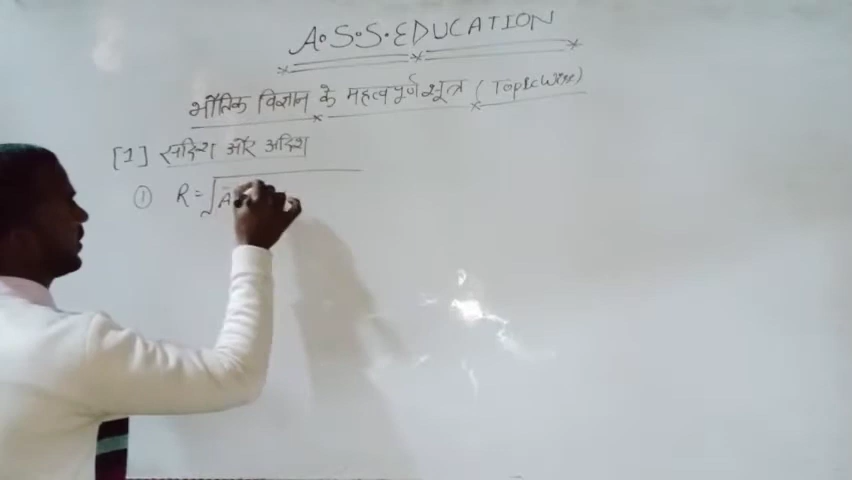 A.S.S.EDUCATION
भौतिक विज्ञान के महत्वपूर्ण सूत्र (TopicWise)
[1] सदिश और अदिश
① R=√A